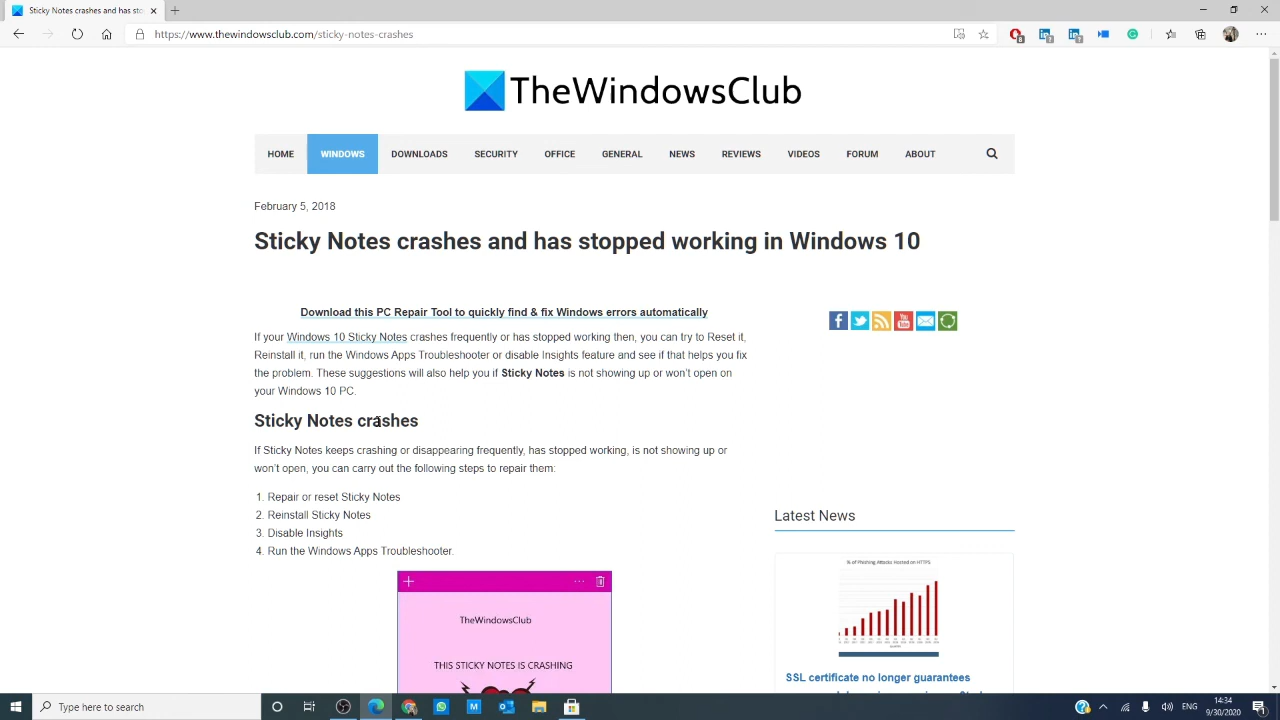 Sticky Notes crashes and has sto
https://www.thewindowsclub.com/sticky-notes-crashes
TheWindowsClub
HOME WINDOWS DOWNLOADS SECURITY OFFICE GENERAL NEWS REVIEWS VIDEOS FORUM ABOUT
February 5, 2018
Sticky Notes crashes and has stopped working in Windows 10
Download this PC Repair Tool to quickly find & fix Windows errors automatically
If your Windows 10 Sticky Notes crashes frequently or has stopped working then, you can try to Reset it,
Reinstall it, run the Windows Apps Troubleshooter or disable Insights feature and see if that helps you fix
the problem. These suggestions will also help you if Sticky Notes is not showing up or won't open on
your Windows 10 PC.
Sticky Notes crashes
If Sticky Notes keeps crashing or disappearing frequently, has stopped working, is not showing up or
won't open, you can carry out the following steps to repair them:
1. Repair or reset Sticky Notes
2. Reinstall Sticky Notes
3. Disable Insights
4. Run the Windows Apps Troubleshooter.
TheWindowsClub
THIS STICKY NOTES IS CRASHING
Latest News
% of Phishing Attacks Hosted on HTTPS
SSL certificate no longer guarantees
Type here to search
ENG
14:34
9/30/2020